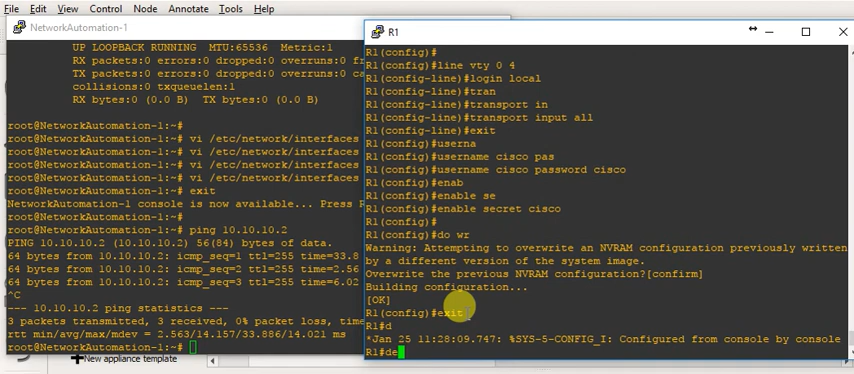 File Edit View Control Node Annotate Tools Help
NetworkAutomation-1
UP LOOPBACK RUNNING MTU:65536 Metric:1
RX packets:0 errors:0 dropped:0 overruns:0
TX packets:0 errors:0 dropped:0 overruns:0
collisions:0 txqueuelen:1
RX bytes:0 (0.0 B) TX bytes:0 (0.0 B)
root@NetworkAutomation-1:~#
root@NetworkAutomation-1:~# vi /etc/network/interfaces
root@NetworkAutomation-1:~# vi /etc/network/interfaces
root@NetworkAutomation-1:~# vi /etc/network/interfaces
root@NetworkAutomation-1:~# vi /etc/network/interfaces
root@NetworkAutomation-1:~# exit
NetworkAutomation-1 console is now available... Press
root@NetworkAutomation-1:~#
root@NetworkAutomation-1:~# ping 10.10.10.2
PING 10.10.10.2 (10.10.10.2) 56(84) bytes of data.
64 bytes from 10.10.10.2: icmp_seq=1 ttl=255 time=33.8
64 bytes from 10.10.10.2: icmp_seq=2 ttl=255 time=2.56
64 bytes from 10.10.10.2: icmp_seq=3 ttl=255 time=6.02
^C
--- 10.10.10.2 ping statistics ---
3 packets transmitted, 3 received, 0% packet loss,
rtt min/avg/max/mdev = 2.563/14.157/33.886/14.021 ms
root@NetworkAutomation-1:~#
New appliance template
R1
R1(config)#
R1(config)#line vty 0 4
R1(config-line)#login local
R1(config-line)#tran
R1(config-line)#transport in
R1(config-line)#transport input all
R1(config-line)#exit
R1(config)#userna
R1(config)#username cisco pas
R1(config)#username cisco password cisco
R1(config)#enab
R1(config)#enable se
R1(config)#enable secret cisco
R1(config)#
R1(config)#do wr
Warning: Attempting to overwrite an NVRAM configuration previously written
by a different version of the system image.
Overwrite the previous NVRAM configuration?[confirm]
Building configuration...
[OK]
R1(config)#exit
R1#d
*Jan 25 11:28:09.747: %SYS-5-CONFIG_I: Configured from console by console
R1#de